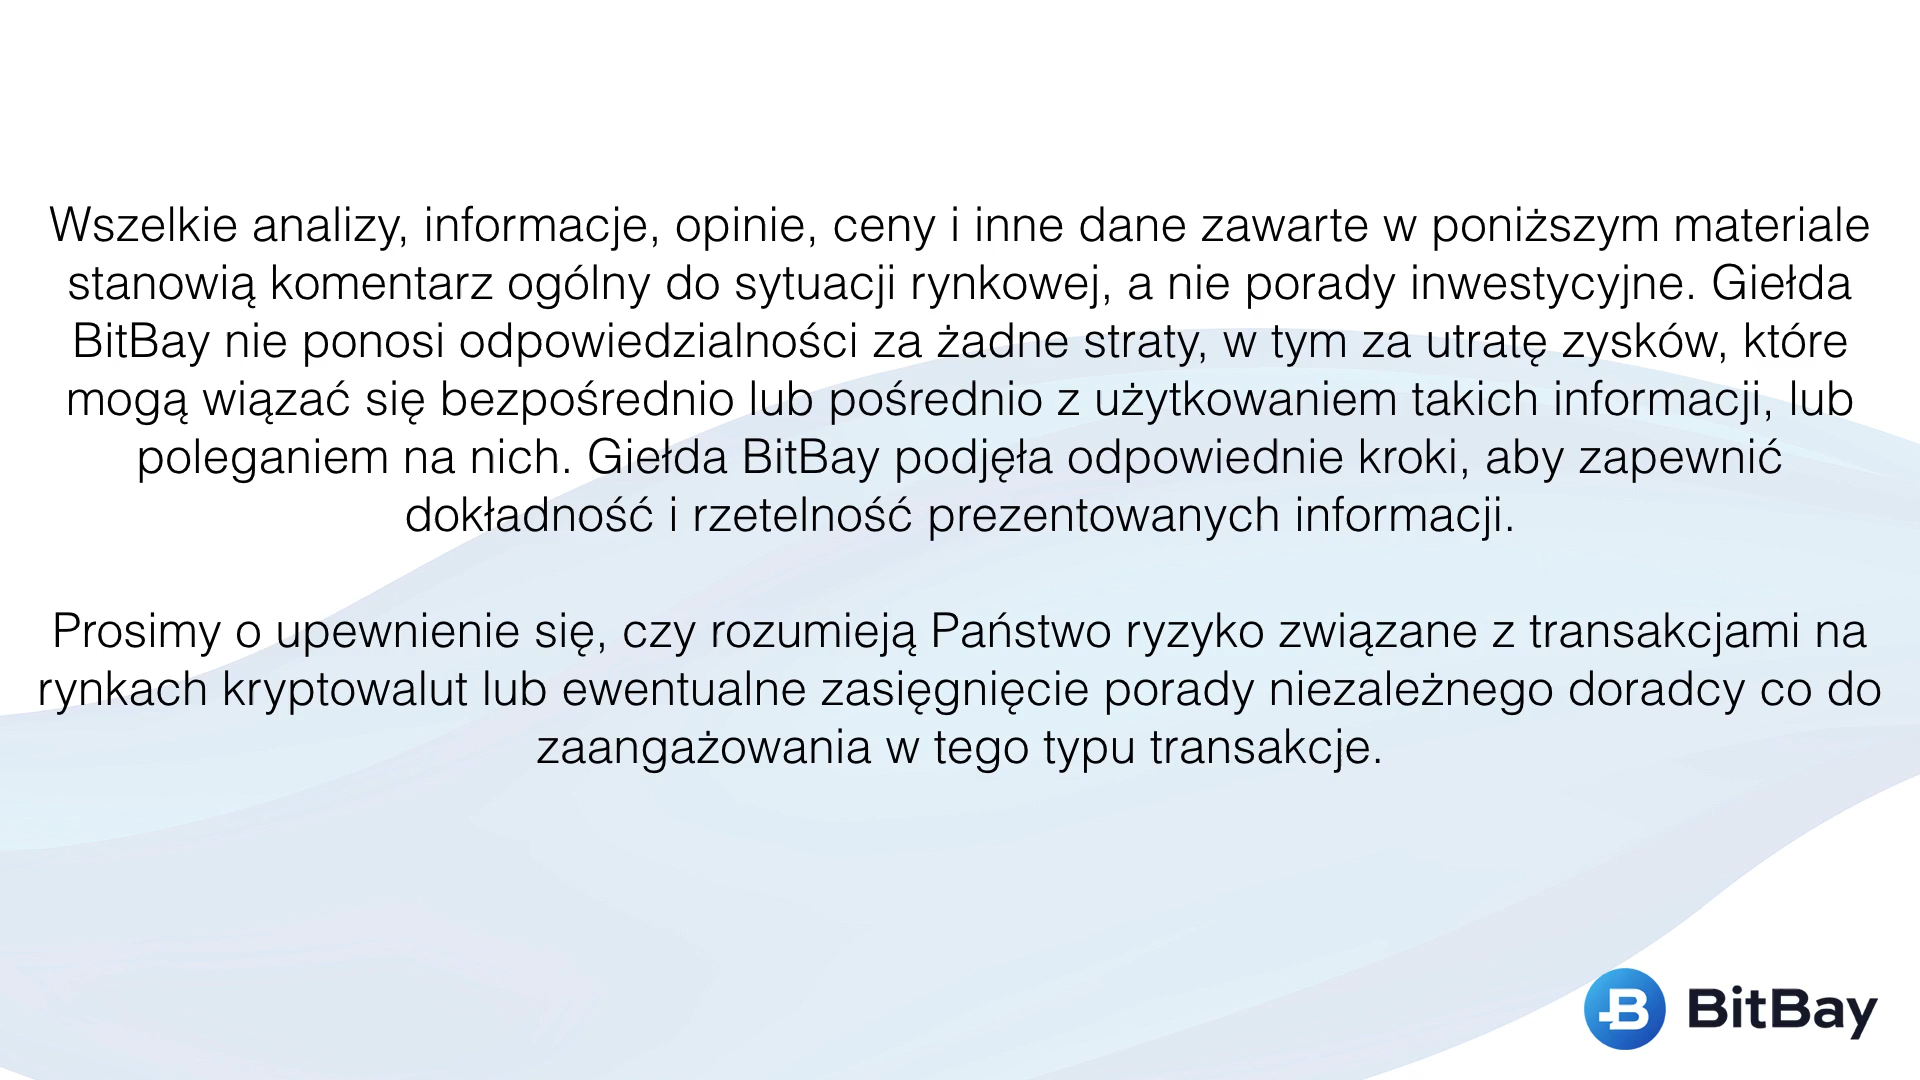 Wszelkie analizy, informacje, opinie, ceny i inne dane zawarte w poniższym materiale
stanowią komentarz ogólny do sytuacji rynkowej, a nie porady inwestycyjne. Giełda
BitBay nie ponosi odpowiedzialności za żadne straty, w tym za utratę zysków, które
mogą wiązać się bezpośrednio lub pośrednio z użytkowaniem takich informacji, lub
poleganiem na nich. Giełda BitBay podjęła odpowiednie kroki, aby zapewnić
dokładność i rzetelność prezentowanych informacji.
Prosimy o upewnienie się, czy rozumieją Państwo ryzyko związane z transakcjami na
rynkach kryptowalut lub ewentualne zasięgnięcie porady niezależnego doradcy co do
zaangażowania w tego typu transakcje.
BitBay